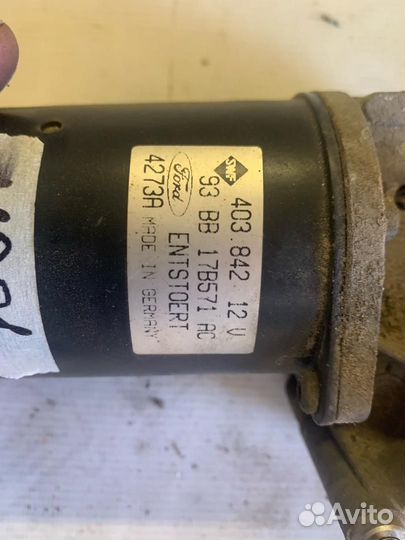 SWF 403.842 12 V
93 BB 17B571 AC
Ford ENTSTOERT
4273A MADE IN GERMANY
Avito